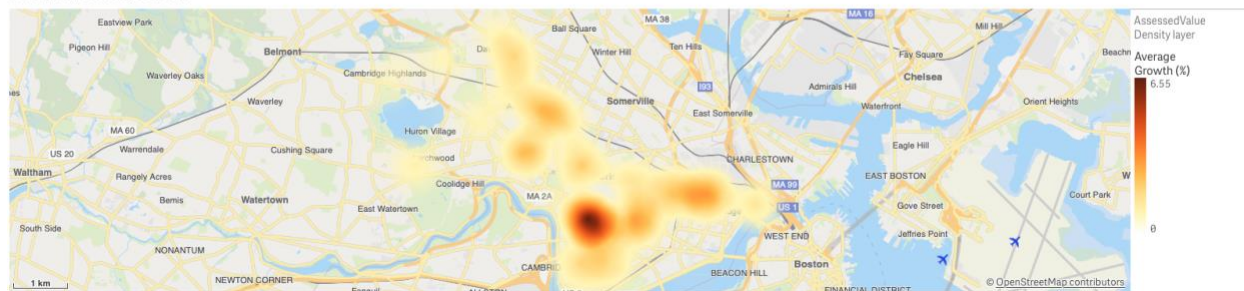 Eastview Park
Pigeon Hill
Waverley Oaks
Belmont
Cambridge Highlands
Ball Square
MA 38
Winter Hill
Ten Hills
MA 16
Mill Hill
Fay Square
Chelsea
Waverley
I93
Admirals Hill
Somerville
East Somerville
Waterfront
Orient Heights
MA 60
Huron Village
US 20
Warrendale
Cushing Square
Eagle Hill
Waltham
Rangely Acres
Coolidge Hill
CHARLESTOWN
EAST BOSTON
Court Park
MA 99
Bemis
Watertown
East Watertown
MA 2A
US 1
Gove Street
South Side
WEST END
Jeffries Point
NONANTUM
Boston
NEWTON CORNER
CAMBRID
BEACON HILL
FINANCIAL DISTRICT
1 km
© OpenStreetMap contributors
AssessedValue
Density layer
Average
Growth (%)
6.55
0